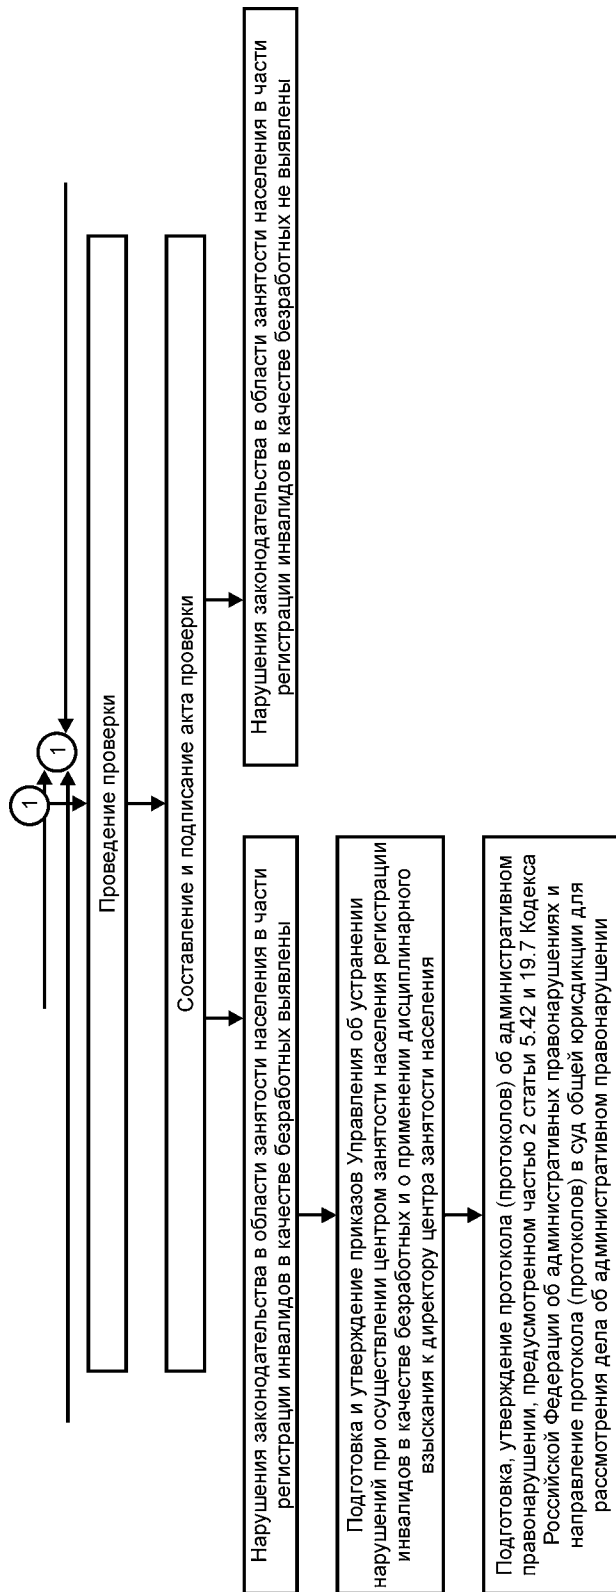 1
1
Проведение проверки
Составление и подписание акта проверки
Нарушения законодательства в области занятости населения в части
регистрации инвалидов в качестве безработных выявлены
Нарушения законодательства в области занятости населения в части
регистрации инвалидов в качестве безработных не выявлены
Подготовка и утверждение приказов Управления об устранении
нарушений при осуществлении центром занятости населения регистрации
инвалидов в качестве безработных и о применении дисциплинарного
взыскания к директору центра занятости населения
Подготовка, утверждение протокола (протоколов) об административном
правонарушении, предусмотренном частью 2 статьи 5.42 и 19.7 Кодекса
Российской Федерации об административных правонарушениях и
направление протокола (протоколов) в суд общей юрисдикции для
рассмотрения дела об административном правонарушении